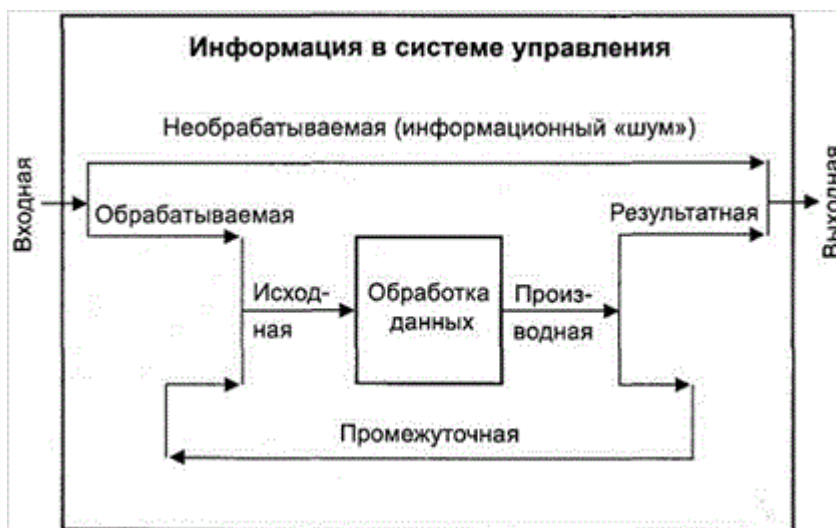 Информация в системе управления
Необрабатываемая (информационный «шум»)
Входная
Обрабатываемая
Результатная
Выходная
Исход-
ная
Обработка
данных
Произ-
водная
Промежуточная